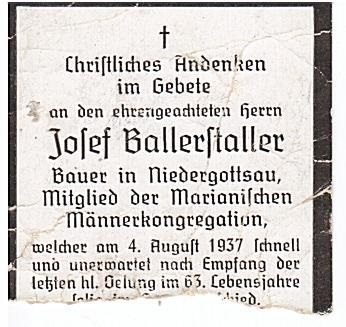 †
Christliches Andenken
im Gebete
an den ehrengeachteten Herrn
Josef Ballerstaller
Bauer in Niedergottsau,
Mitglied der Marianischen
Männerkongregation,
welcher am 4. August 1937 schnell
und unerwartet nach Empfang der
letzten hl. Oelung im 63. Lebensjahre